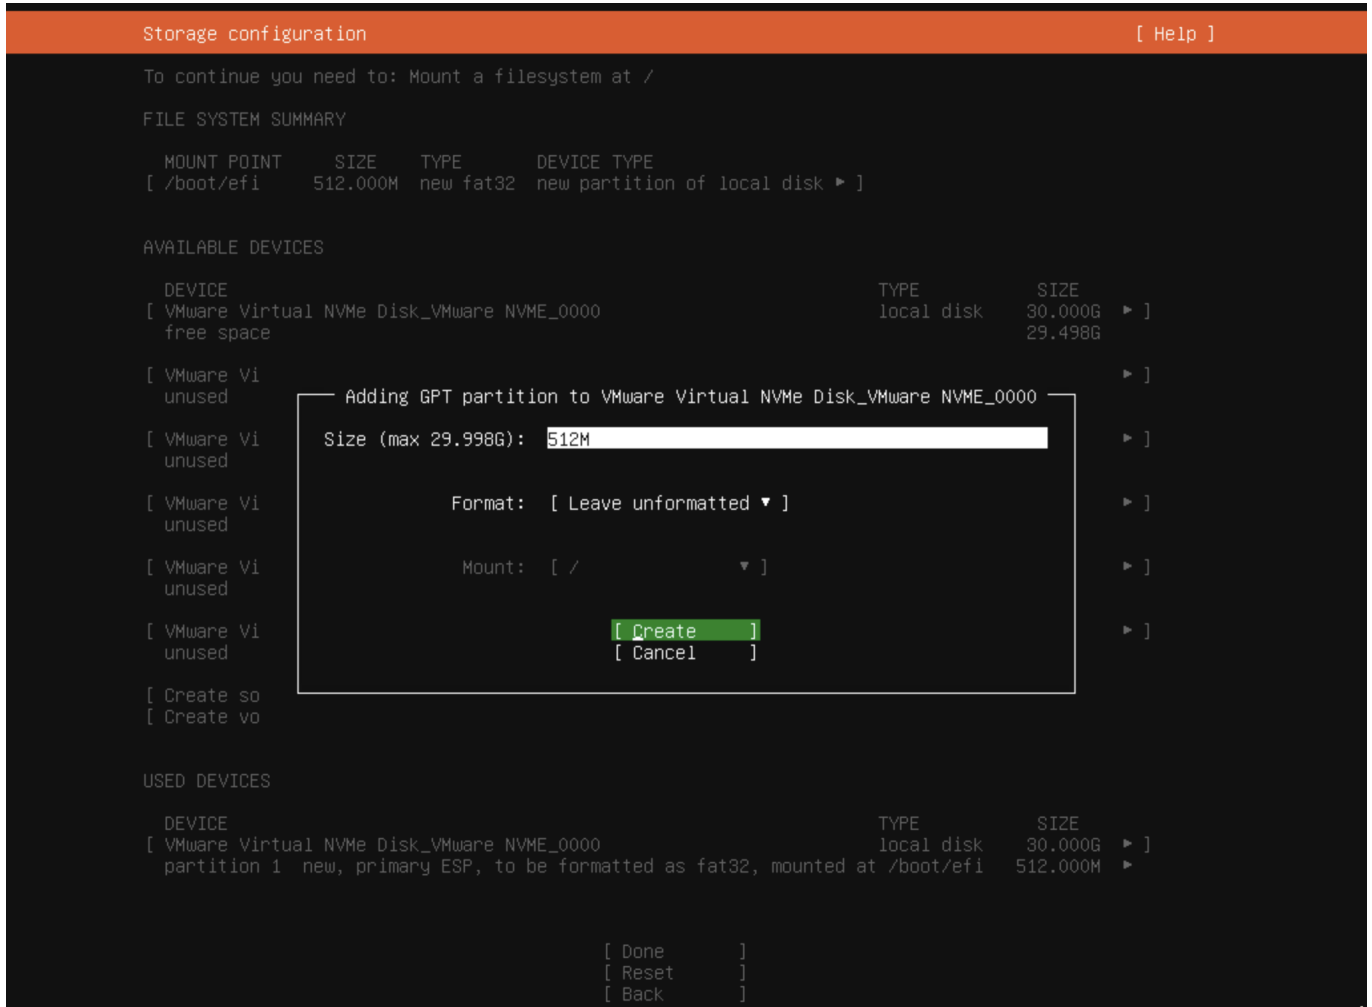 Storage configuration [ Help ]
To continue you need to: Mount a filesystem at /
FILE SYSTEM SUMMARY
MOUNT POINT SIZE TYPE DEVICE TYPE
[ /boot/efi 512.000M new fat32 new partition of local disk ▸ ]
AVAILABLE DEVICES
DEVICE TYPE SIZE
[ VMware Virtual NVMe Disk_VMware NVME_0000 local disk 30.000G ▸ ]
free space 29.498G
[ VMware Vi ▸ ]
unused
Adding GPT partition to VMware Virtual NVMe Disk_VMware NVME_0000
Size (max 29.998G): 512M
[ VMware Vi ▸ ]
unused
Format: [ Leave unformatted ▾ ]
[ VMware Vi ▸ ]
unused
Mount: [ / ▾ ]
[ VMware Vi ▸ ]
unused
[ Create ]
[ Cancel ]
[ VMware Vi ▸ ]
unused
[ Create so
[ Create vo
USED DEVICES
DEVICE TYPE SIZE
[ VMware Virtual NVMe Disk_VMware NVME_0000 local disk 30.000G ▸ ]
partition 1 new, primary ESP, to be formatted as fat32, mounted at /boot/efi 512.000M ▸
[ Done ]
[ Reset ]
[ Back ]